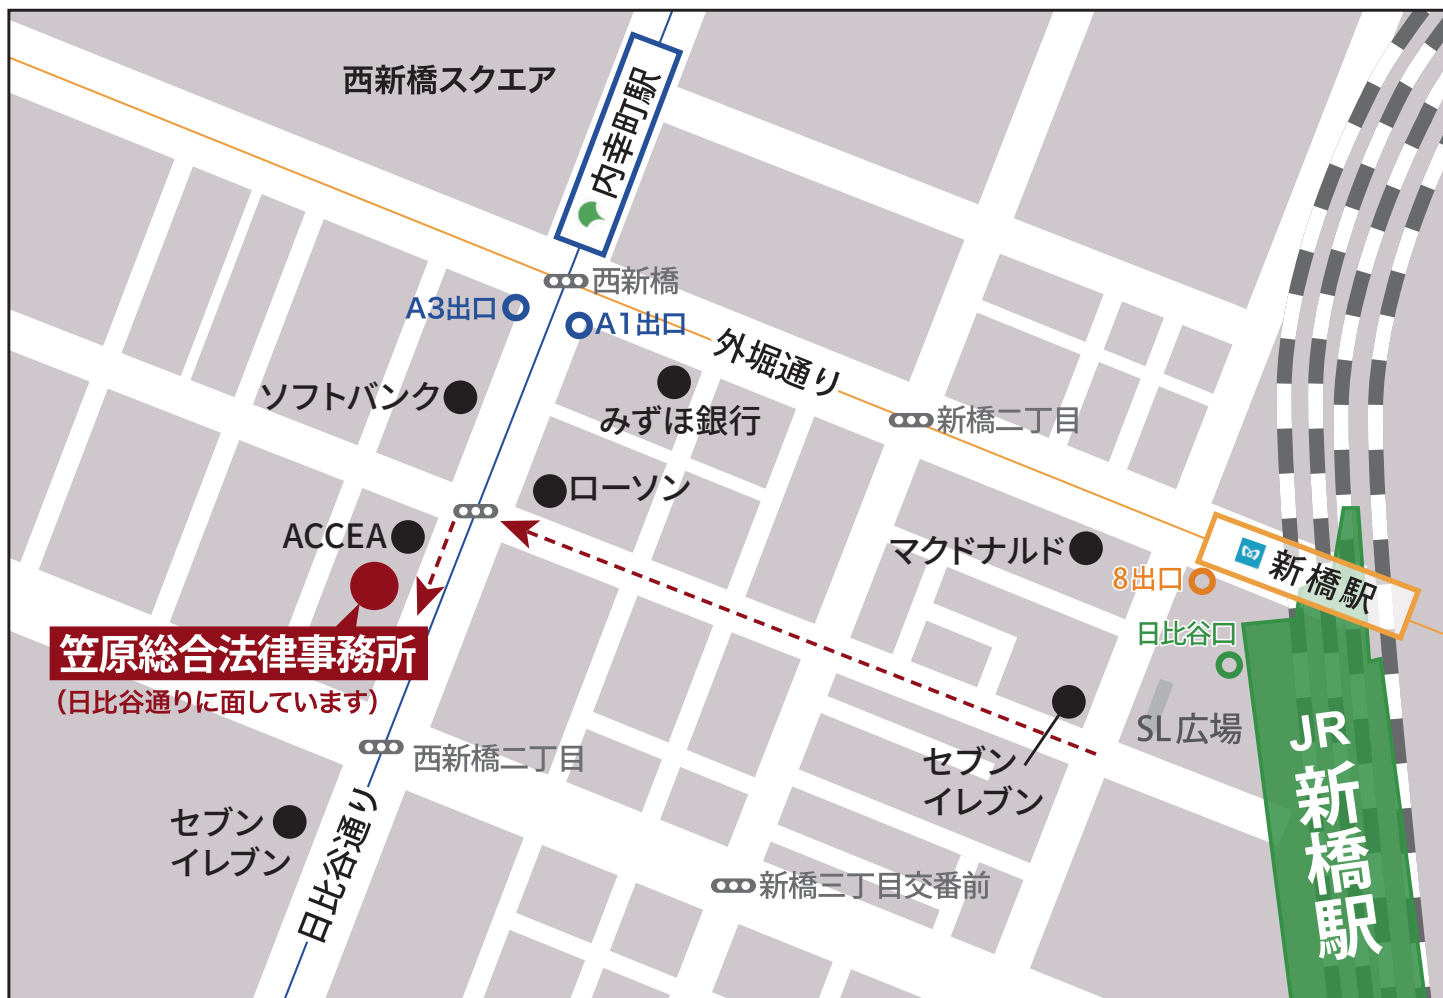 西新橋スクエア
内幸町駅
西新橋
A3出口
A1出口
外堀通り
ソフトバンク
みずほ銀行
新橋二丁目
ローソン
ACCEA
マクドナルド
8出口
新橋駅
日比谷口
笠原総合法律事務所
（日比谷通りに面しています）
SL広場
JR
新橋駅
西新橋二丁目
セブン
イレブン
セブン
イレブン
日比谷通り
新橋三丁目交番前